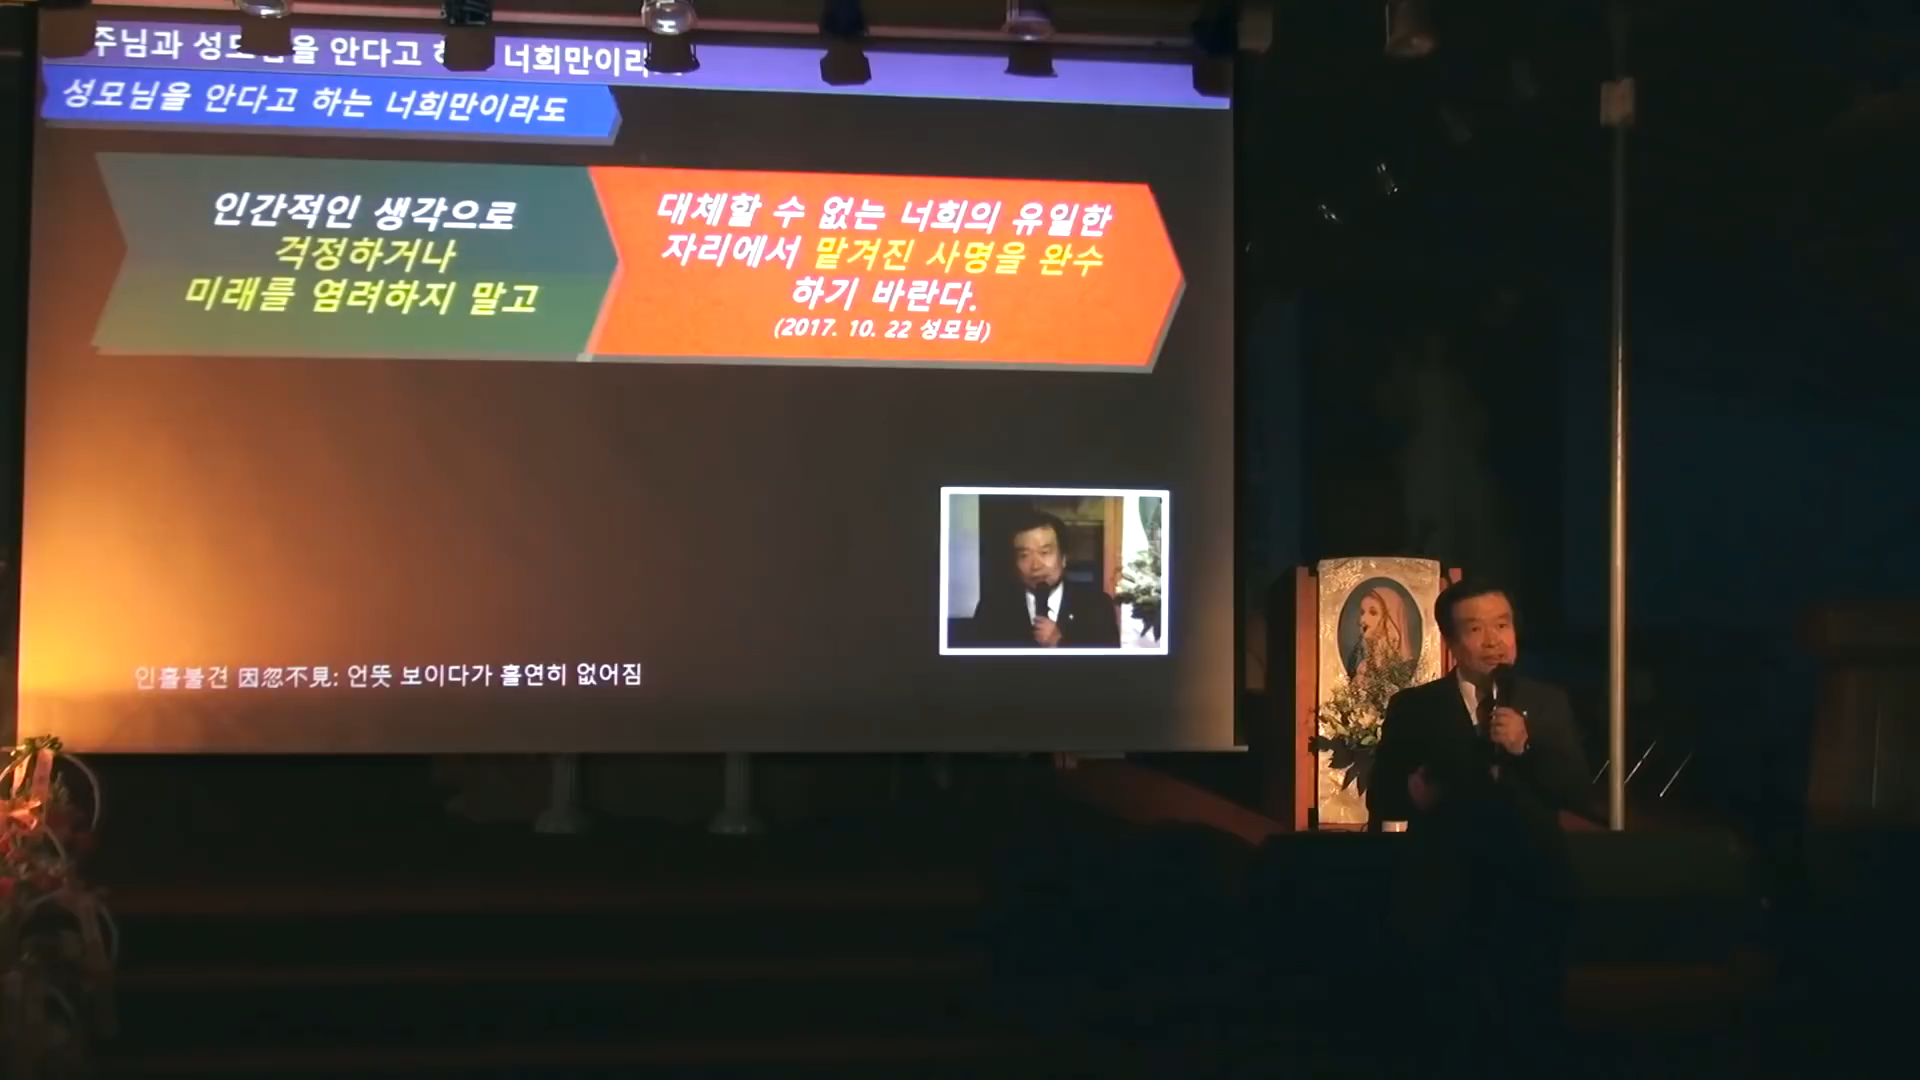 주님과 성모님을 안다고 너희만이라
성모님을 안다고 하는 너희만이라도
인간적인 생각으로
걱정하거나
미래를 염려하지 말고
대체할 수 없는 너희의 유일한
자리에서 맡겨진 사명을 완수
하기 바란다.
(2017. 10. 22 성모님)
인홀불견 因忽不見: 언뜻 보이다가 홀연히 없어짐